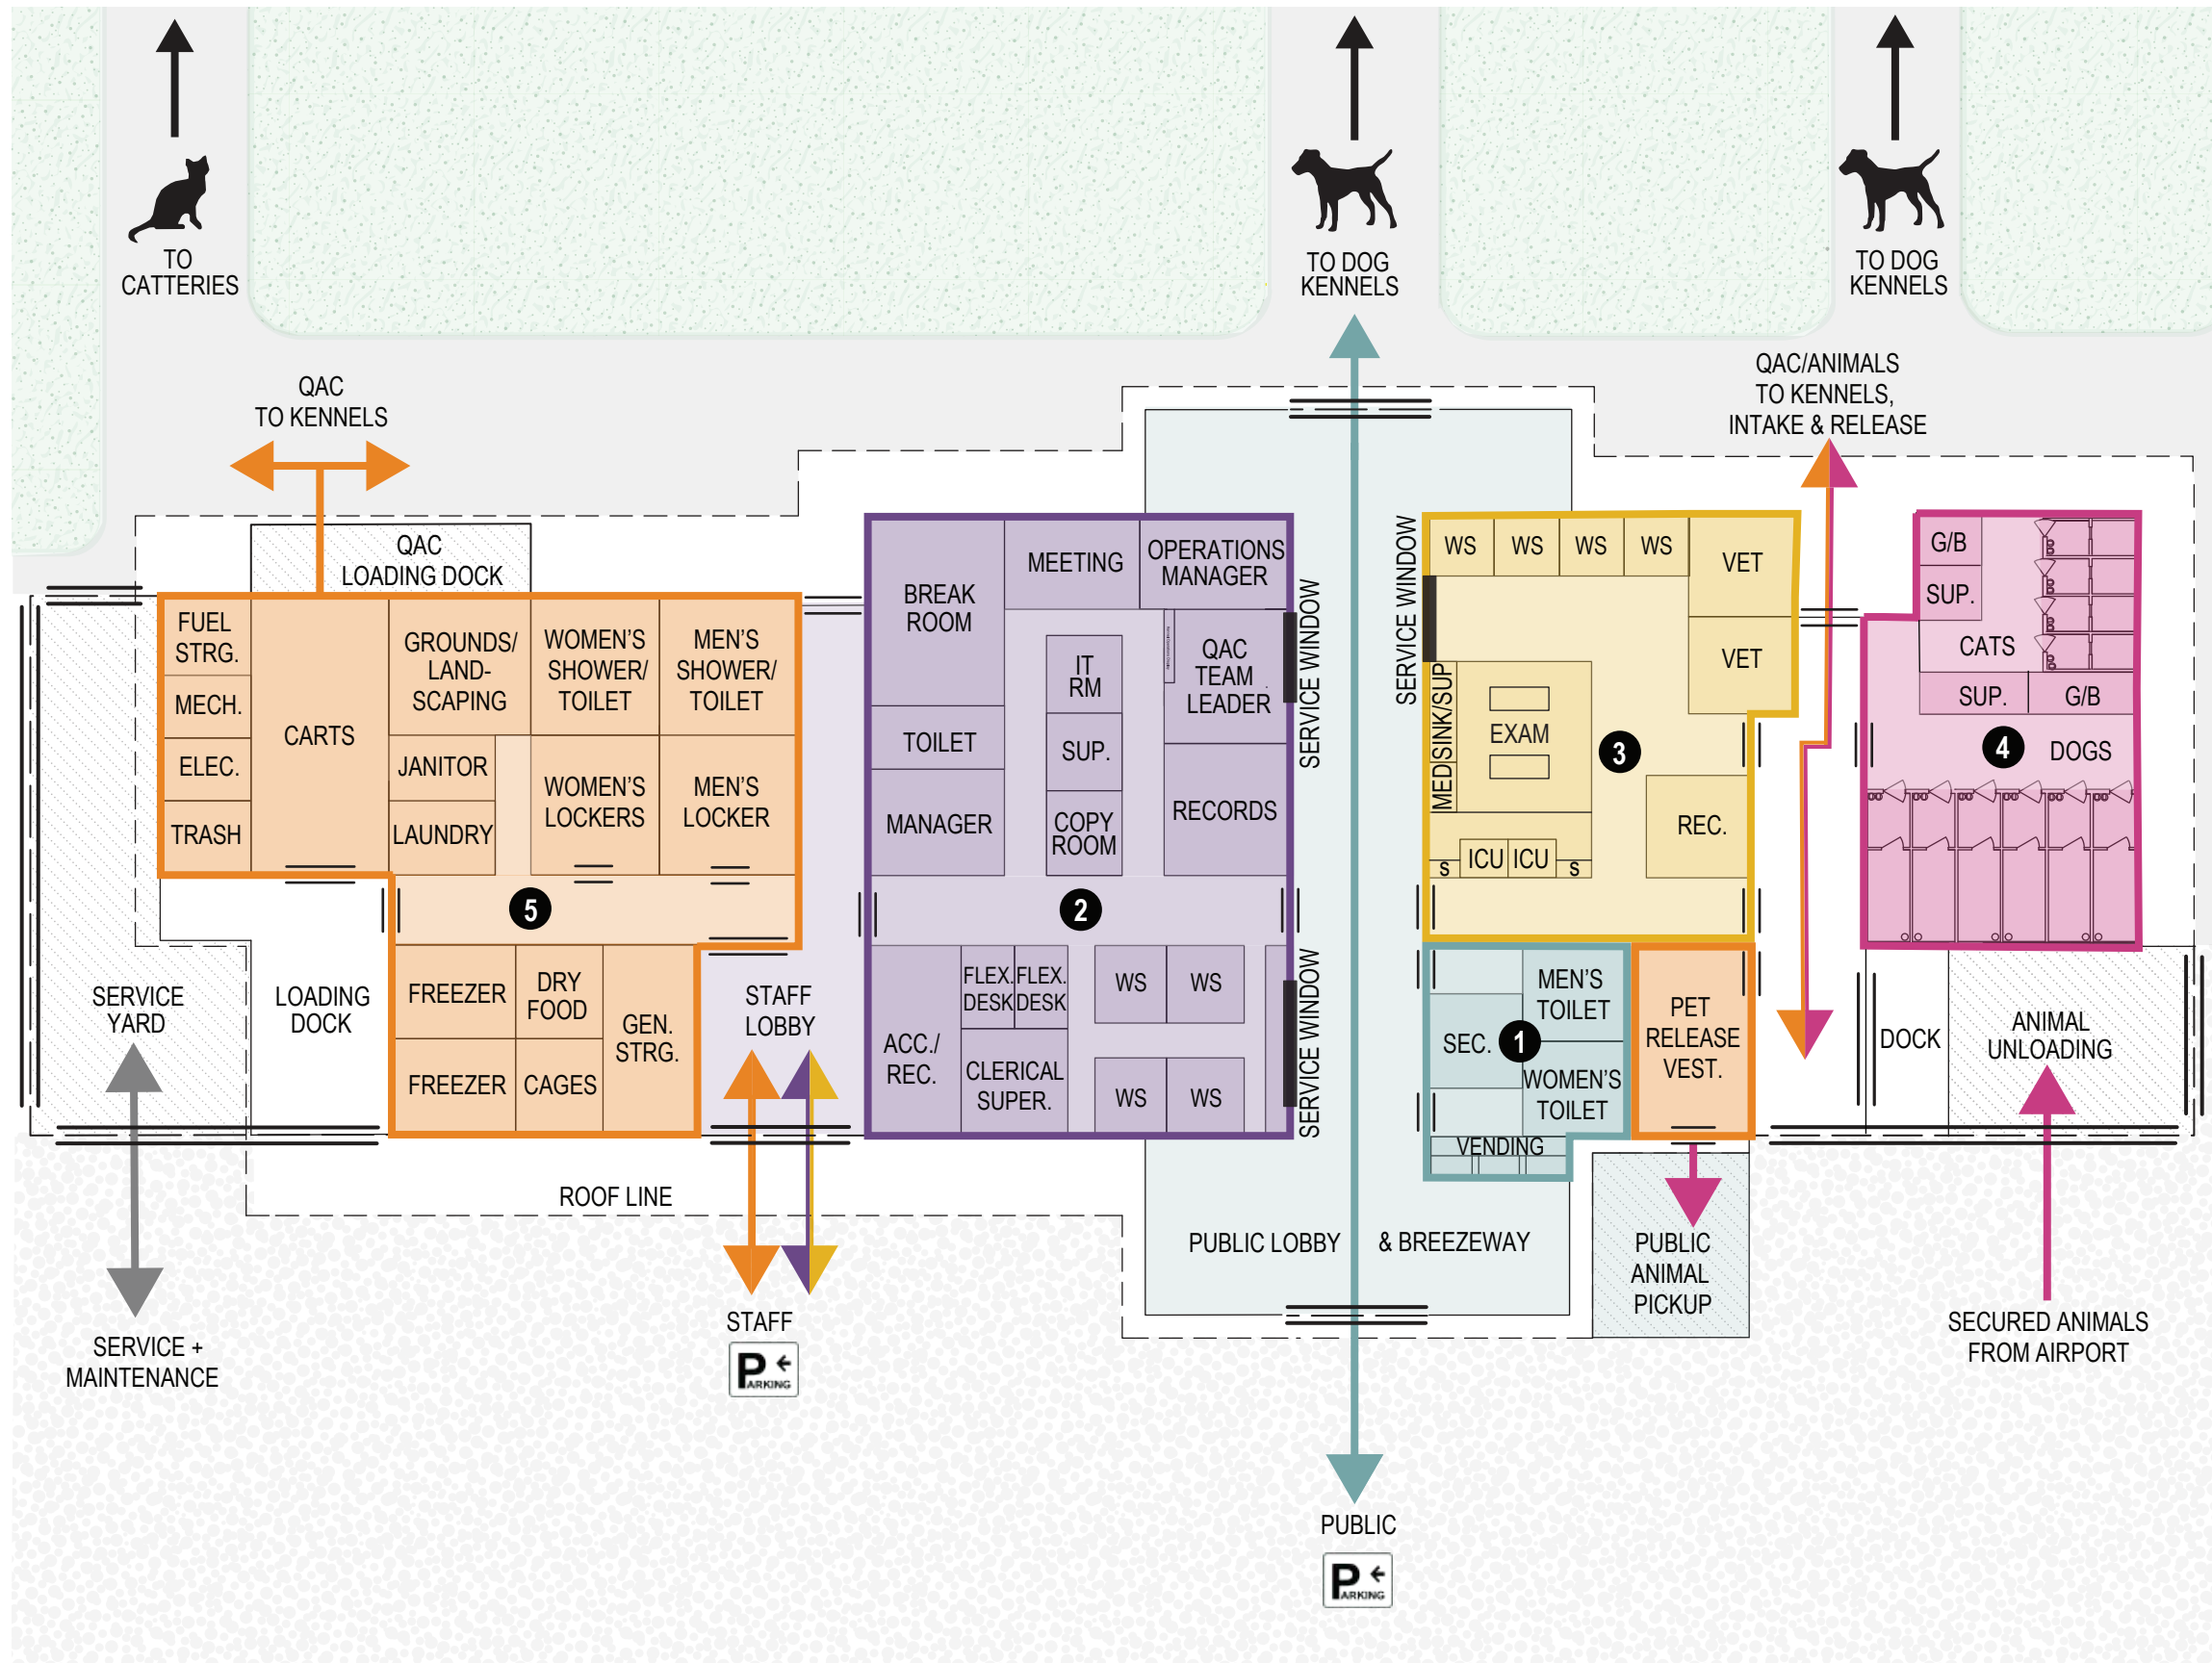 TO
CATTERIES
TO DOG
KENNELS
TO DOG
KENNELS
QAC
TO KENNELS
QAC/ANIMALS
TO KENNELS,
INTAKE & RELEASE
QAC
LOADING DOCK
FUEL
STRG.
MECH.
ELEC.
TRASH
CARTS
GROUNDS/
LAND-
SCAPING
WOMEN'S
SHOWER/
TOILET
MEN'S
SHOWER/
TOILET
JANITOR
LAUNDRY
WOMEN'S
LOCKERS
MEN'S
LOCKER
5
FREEZER
DRY
FOOD
GEN.
STRG.
FREEZER
CAGES
SERVICE
YARD
LOADING
DOCK
STAFF
LOBBY
BREAK
ROOM
MEETING
OPERATIONS
MANAGER
IT
RM
QAC
TEAM
LEADER
TOILET
SUP.
MANAGER
COPY
ROOM
RECORDS
2
ACC./
REC.
FLEX.
DESK
FLEX.
DESK
CLERICAL
SUPER.
WS
WS
WS
WS
SERVICE WINDOW
SERVICE WINDOW
SERVICE WINDOW
WS
WS
WS
WS
VET
VET
MED
SINK/SUP
EXAM
3
REC.
S
ICU
ICU
S
MEN'S
TOILET
SEC.
1
WOMEN'S
TOILET
VENDING
PET
RELEASE
VEST.
G/B
SUP.
CATS
SUP.
G/B
4
DOGS
DOCK
ANIMAL
UNLOADING
ROOF LINE
PUBLIC LOBBY & BREEZEWAY
PUBLIC
ANIMAL
PICKUP
SERVICE +
MAINTENANCE
STAFF
PARKING
SECURED ANIMALS
FROM AIRPORT
PUBLIC
PARKING